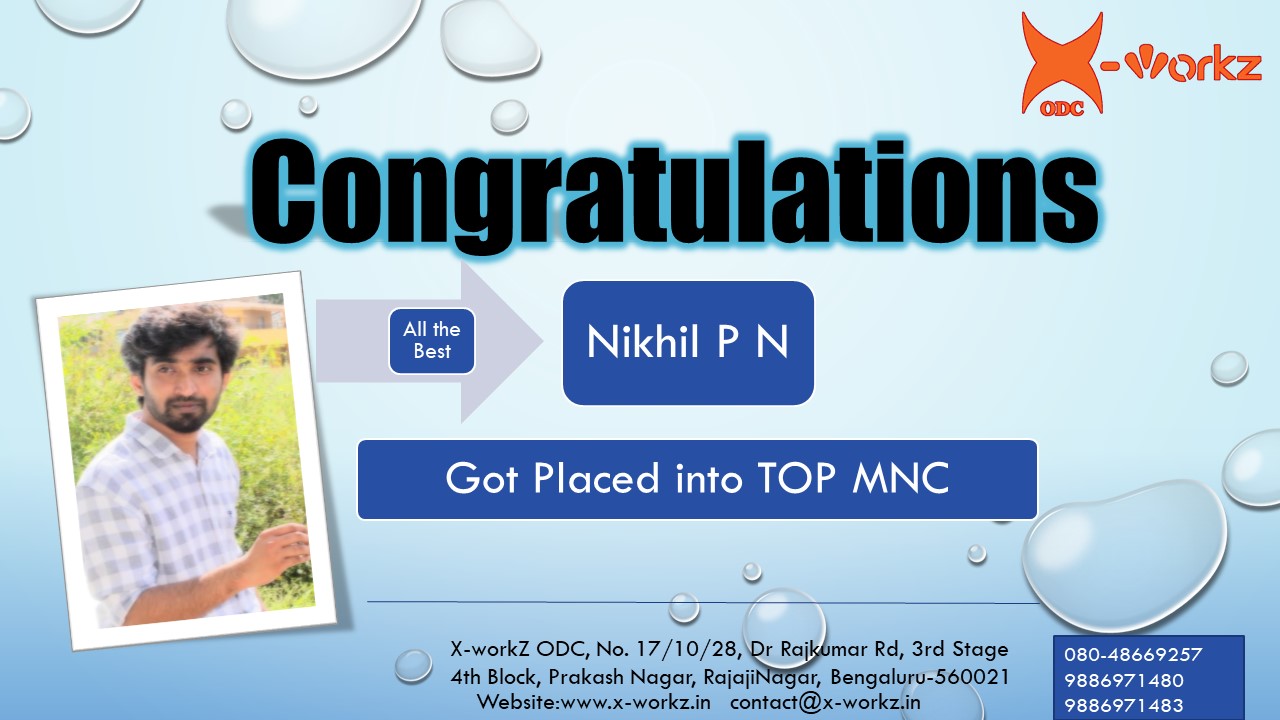 X-workz
ODC
Congratulations
All the
Best
Nikhil P N
Got Placed into TOP MNC
X-workZ ODC, No. 17/10/28, Dr Rajkumar Rd, 3rd Stage
4th Block, Prakash Nagar, RajajiNagar, Bengaluru-560021
Website:www.x-workz.in contact@x-workz.in
080-48669257
9886971480
9886971483